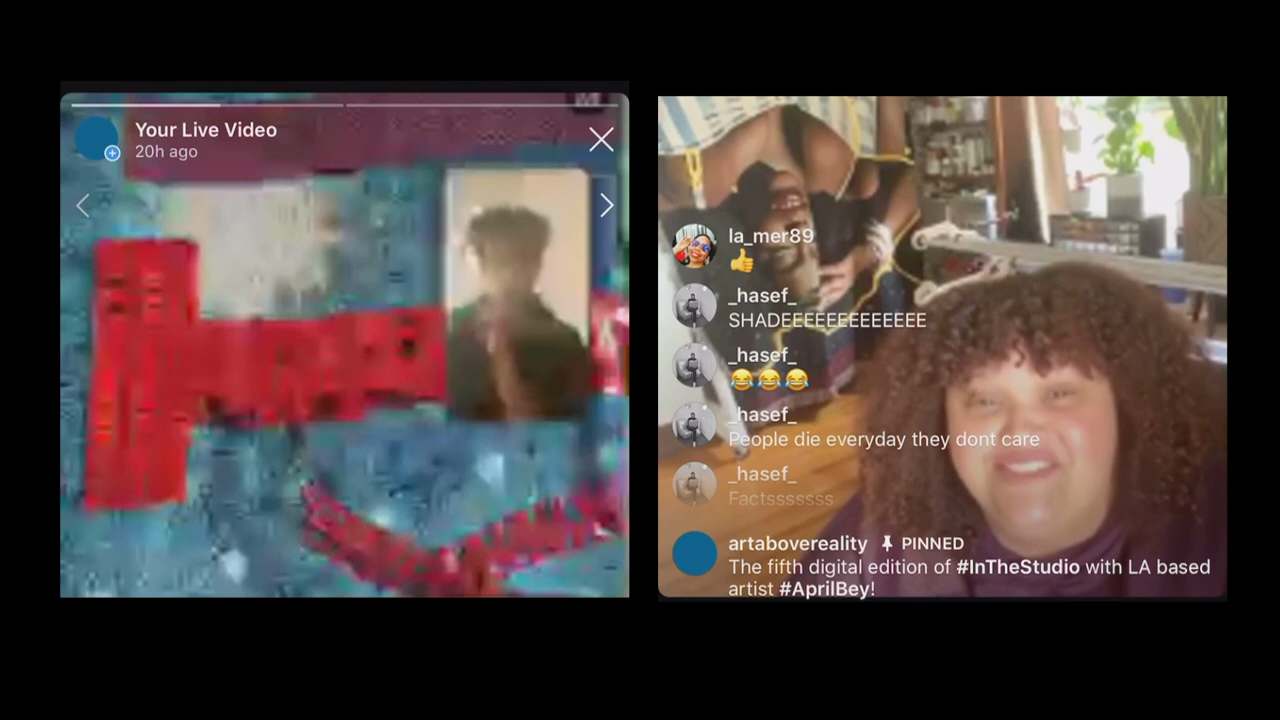 Your Live Video
20h ago
la_mer89
👍
_hasef_
SHADEEEEEEEEEEEEE
_hasef_
😂😂😂
_hasef_
People die everyday they dont care
_hasef_
Factsssssss
artabovereality 📌 PINNED
The fifth digital edition of #InTheStudio with LA based
artist #AprilBey!